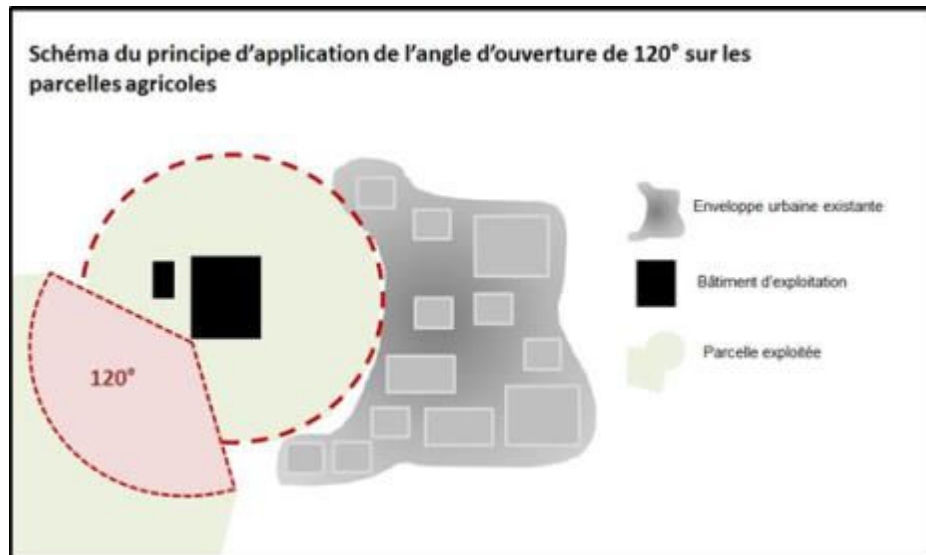 Schéma du principe d'application de l'angle d'ouverture de 120° sur les
parcelles agricoles
Enveloppe urbaine existante
Bâtiment d'exploitation
Parcelle exploitée
120°